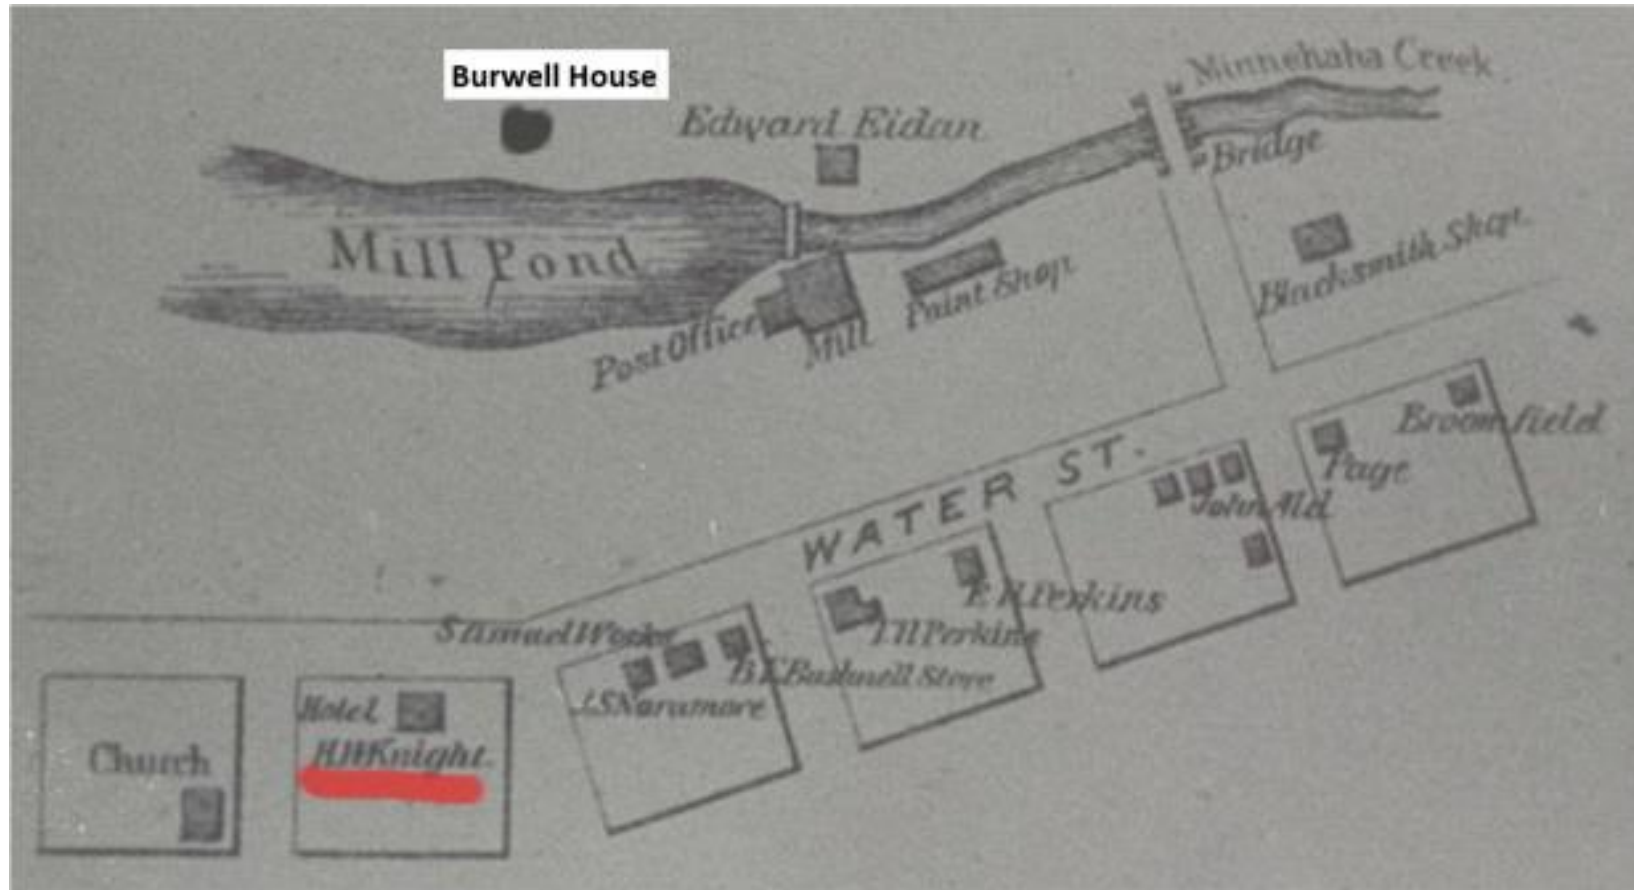 Burwell House
Minnehaha Creek
Edward Eidan
Bridge
Mill Pond
Blacksmith Shop
Paint Shop
Post Office
Mill
Broomfield
Page
WATER ST.
John Ald
E H Perkins
Samuel
T H Perkins
Bushnell Store
J S Naramore
Hotel
H H Knight.
Church